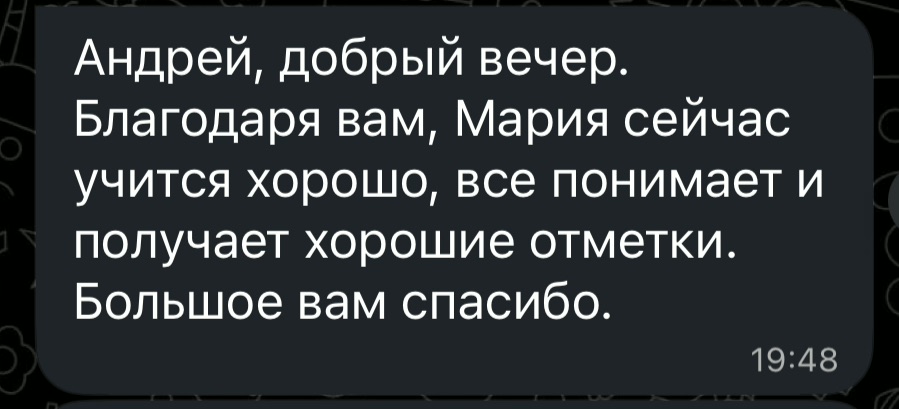 Андрей, добрый вечер.
Благодаря вам, Мария сейчас
учится хорошо, все понимает и
получает хорошие отметки.
Большое вам спасибо.
19:48